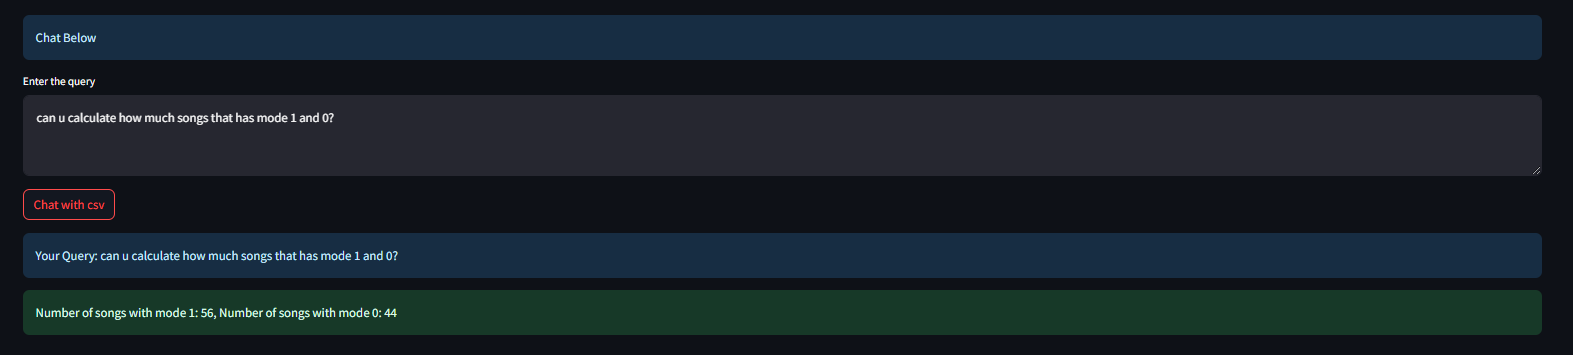 Chat Below
Enter the query
can u calculate how much songs that has mode 1 and 0?
Chat with csv
Your Query: can u calculate how much songs that has mode 1 and 0?
Number of songs with mode 1: 56, Number of songs with mode 0: 44